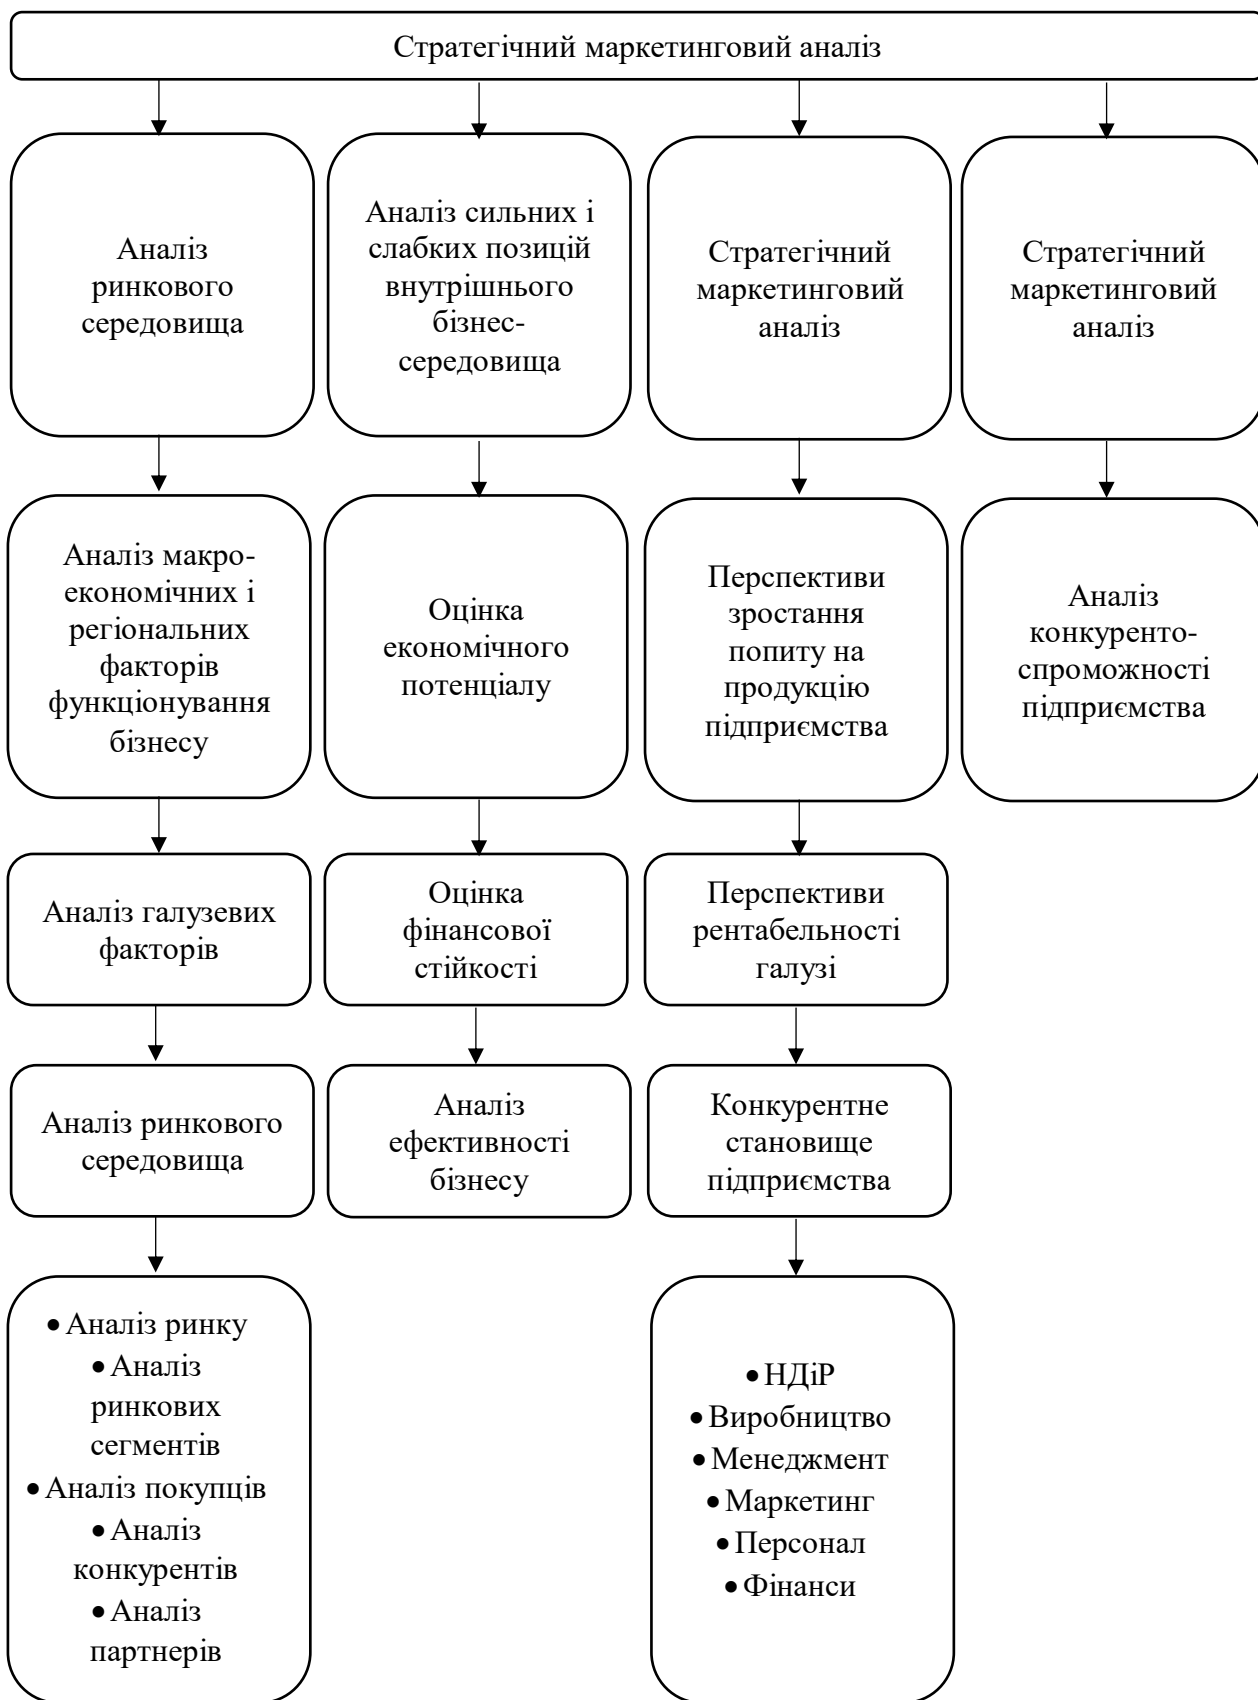 Стратегічний маркетинговий аналіз
Аналіз
ринкового
середовища
Аналіз сильних і
слабких позицій
внутрішнього
бізнес-
середовища
Стратегічний
маркетинговий
аналіз
Стратегічний
маркетинговий
аналіз
Аналіз макро-
економічних і
регіональних
факторів
функціонування
бізнесу
Оцінка
економічного
потенціалу
Перспективи
зростання
попиту на
продукцію
підприємства
Аналіз
конкуренто-
спроможності
підприємства
Аналіз галузевих
факторів
Оцінка
фінансової
стійкості
Перспективи
рентабельності
галузі
Аналіз ринкового
середовища
Аналіз
ефективності
бізнесу
Конкурентне
становище
підприємства
• Аналіз ринку
• Аналіз
ринкових
сегментів
• Аналіз покупців
• Аналіз
конкурентів
• Аналіз
партнерів
• НДіР
• Виробництво
• Менеджмент
• Маркетинг
• Персонал
• Фінанси